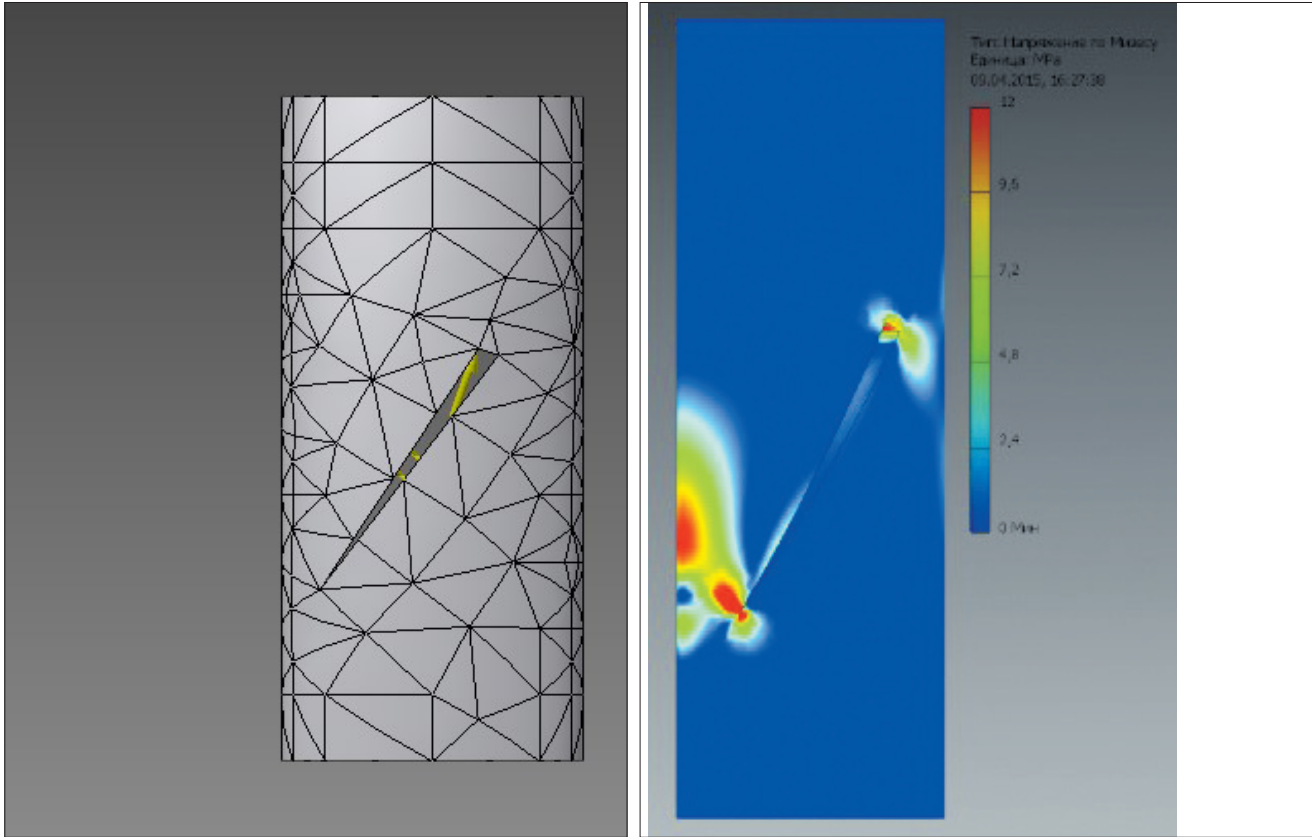 Тип: Напряжение по Мизесу
Единица: MPa
09.04.2015, 16:27:38
12
9,6
7,2
4,8
2,4
0 Мин